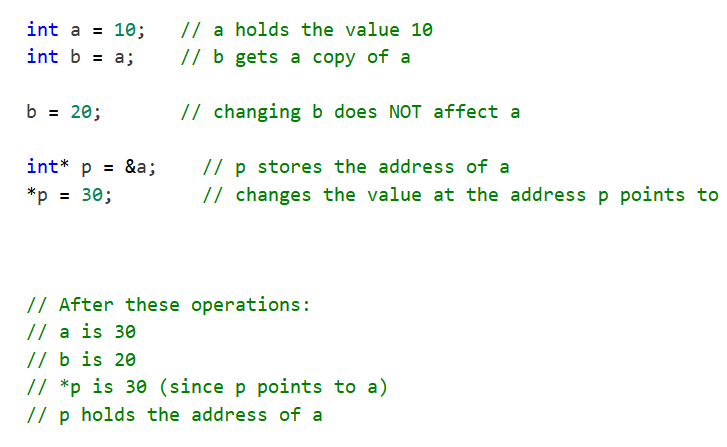 int a = 10;   // a holds the value 10
int b = a;    // b gets a copy of a
b = 20;       // changing b does NOT affect a
int* p = &a;    // p stores the address of a
*p = 30;        // changes the value at the address p points to
// After these operations:
// a is 30
// b is 20
// *p is 30 (since p points to a)
// p holds the address of a